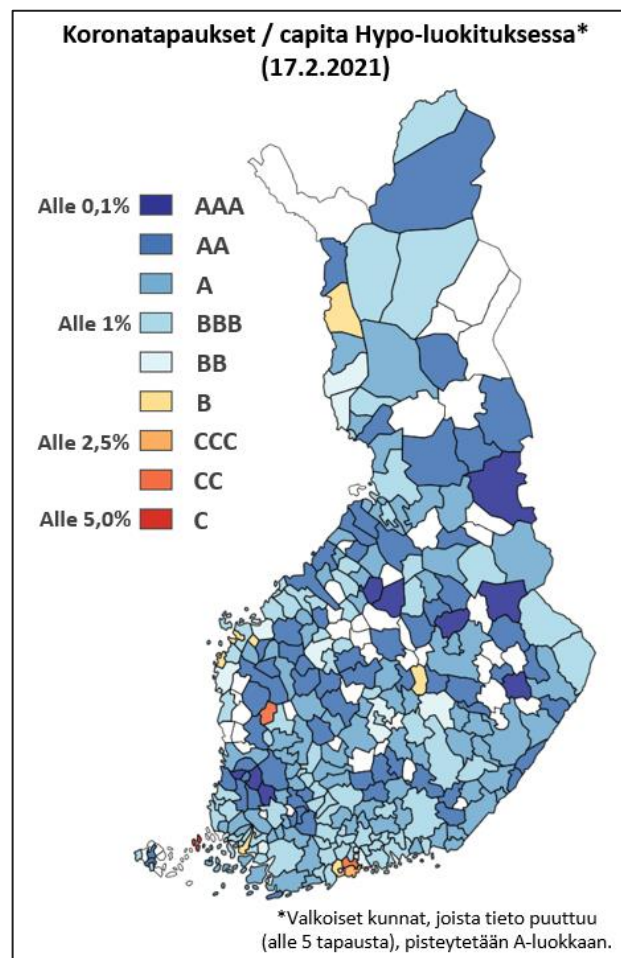 Koronatapaukset / capita Hypo-luokituksessa*
(17.2.2021)
Alle 0,1% AAA
AA
A
Alle 1% BBB
BB
B
Alle 2,5% CCC
CC
Alle 5,0% C
*Valkoiset kunnat, joista tieto puuttuu
(alle 5 tapausta), pisteytetään A-luokkaan.